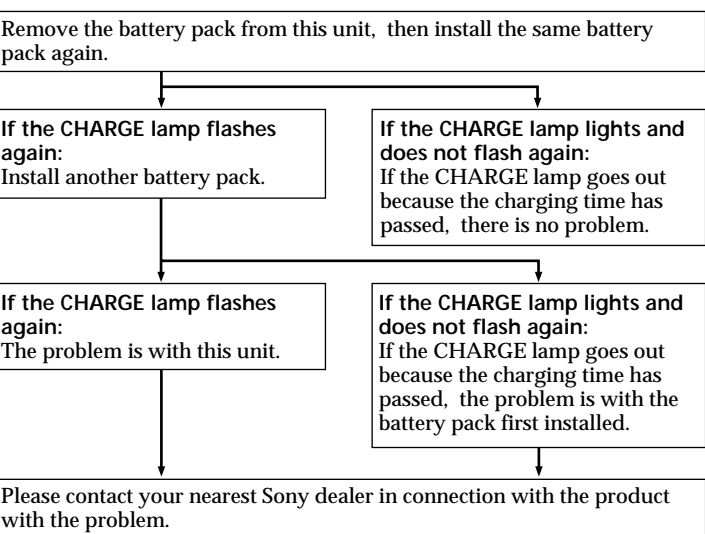 Remove the battery pack from this unit, then install the same battery
pack again.
If the CHARGE lamp flashes
again:
Install another battery pack.
If the CHARGE lamp lights and
does not flash again:
If the CHARGE lamp goes out
because the charging time has
passed, there is no problem.
If the CHARGE lamp flashes
again:
The problem is with this unit.
If the CHARGE lamp lights and
does not flash again:
If the CHARGE lamp goes out
because the charging time has
passed, the problem is with the
battery pack first installed.
Please contact your nearest Sony dealer in connection with the product
with the problem.